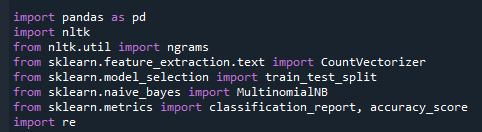 import pandas as pd
import nltk
from nltk.util import ngrams
from sklearn.feature_extraction.text import CountVectorizer
from sklearn.model_selection import train_test_split
from sklearn.naive_bayes import MultinomialNB
from sklearn.metrics import classification_report, accuracy_score
import re